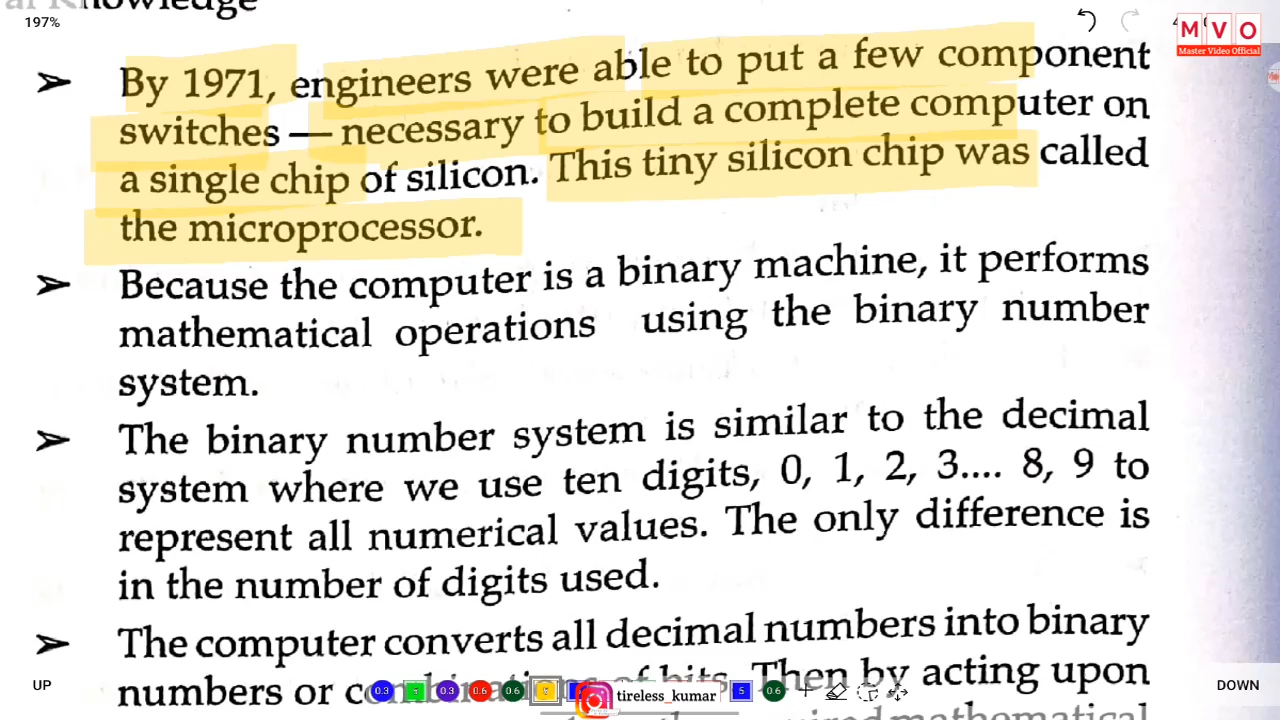 Knowledge
197%
M V O
Master Video Official
➢ By 1971, engineers were able to put a few component
switches — necessary to build a complete computer on
a single chip of silicon. This tiny silicon chip was called
the microprocessor.
➢ Because the computer is a binary machine, it performs
mathematical operations using the binary number
system.
➢ The binary number system is similar to the decimal
system where we use ten digits, 0, 1, 2, 3.... 8, 9 to
represent all numerical values. The only difference is
in the number of digits used.
➢ The computer converts all decimal numbers into binary
numbers or combinations of bits. Then by acting upon
UP
0.3
0.3
0.6
0.6
tireless_kumar
5
0.6
DOWN
mathematical